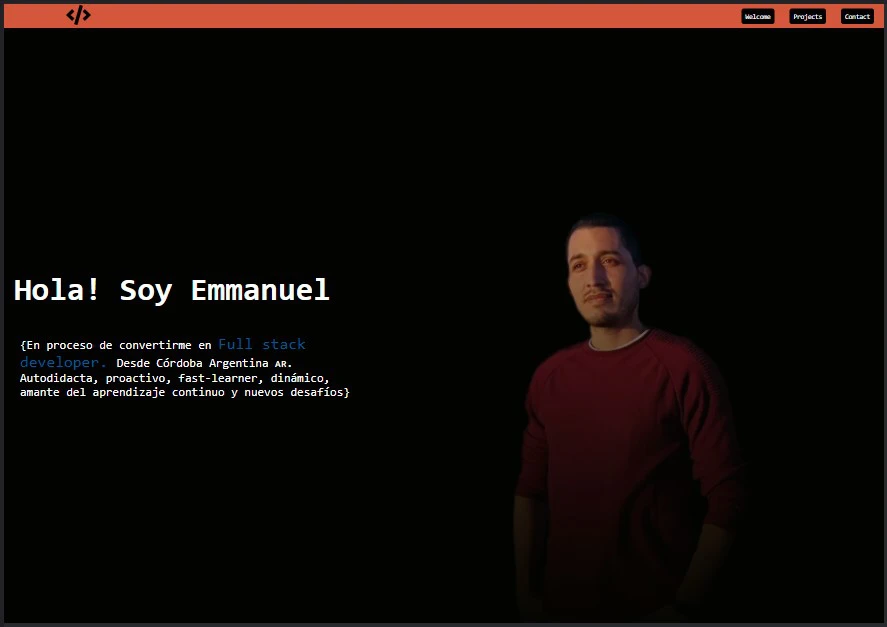 </>
Welcome Projects Contact
Hola! Soy Emmanuel
{En proceso de convertirme en Full stack
developer. Desde Córdoba Argentina AR.
Autodidacta, proactivo, fast-learner, dinámico,
amante del aprendizaje continuo y nuevos desafíos}